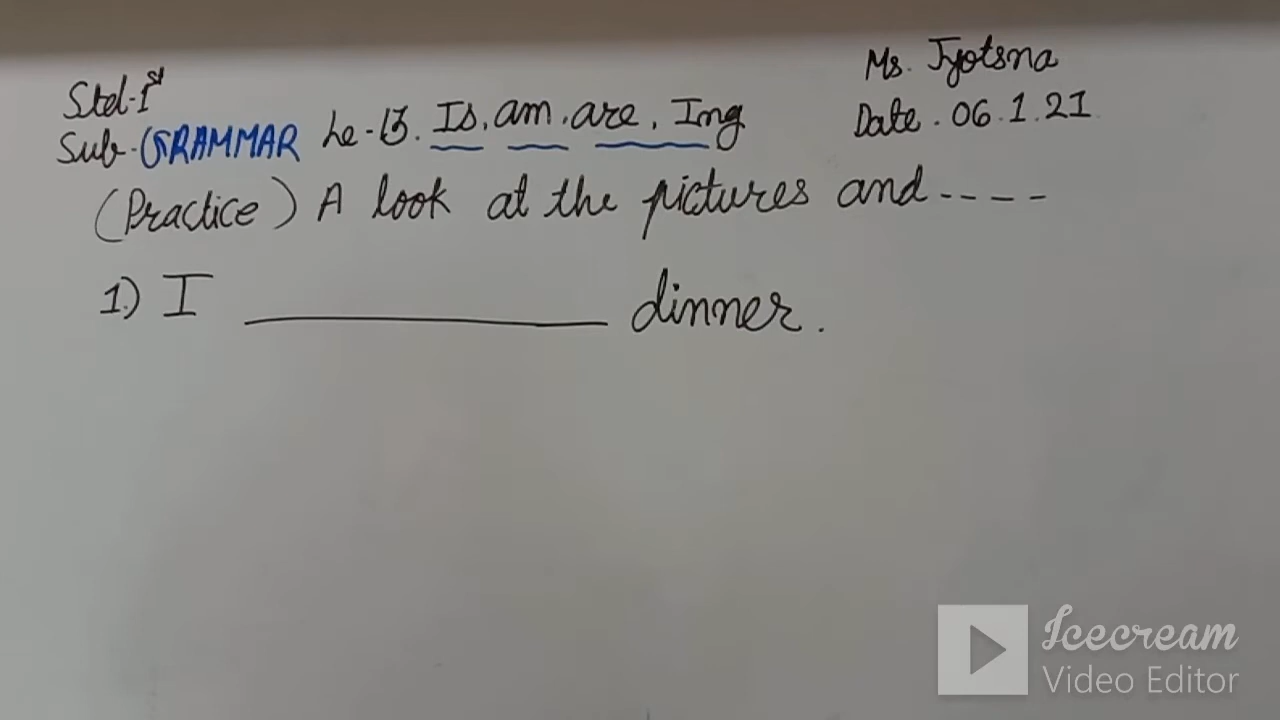 Std-Ist
Ms. Jyotsna
Sub-GRAMMAR Le-13. Is, am, are, Ing
Date. 06.1.21
(Practice) A look at the pictures and----
1.) I ________ dinner.
Icecream
Video Editor